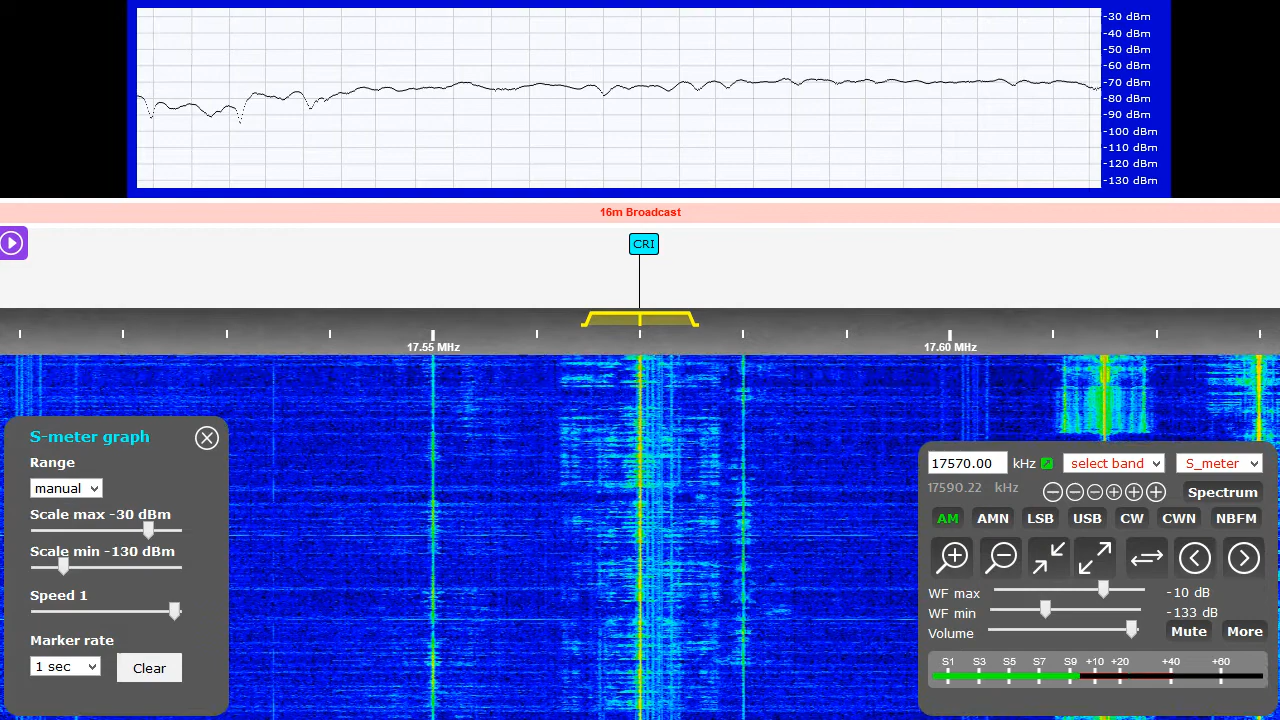 -30 dBm
-40 dBm
-50 dBm
-60 dBm
-70 dBm
-80 dBm
-90 dBm
-100 dBm
-110 dBm
-120 dBm
-130 dBm
16m Broadcast
CRI
17.55 MHz
17.60 MHz
S-meter graph
Range
manual
Scale max -30 dBm
Scale min -130 dBm
Speed 1
Marker rate
1 sec
Clear
17570.00 kHz select band S_meter
17590.22 kHz Spectrum
AM AMN LSB USB CW CWN NBFM
WF max -10 dB
WF min -133 dB
Volume Mute More
S1 S3 S5 S7 S9 +10 +20 +40 +60